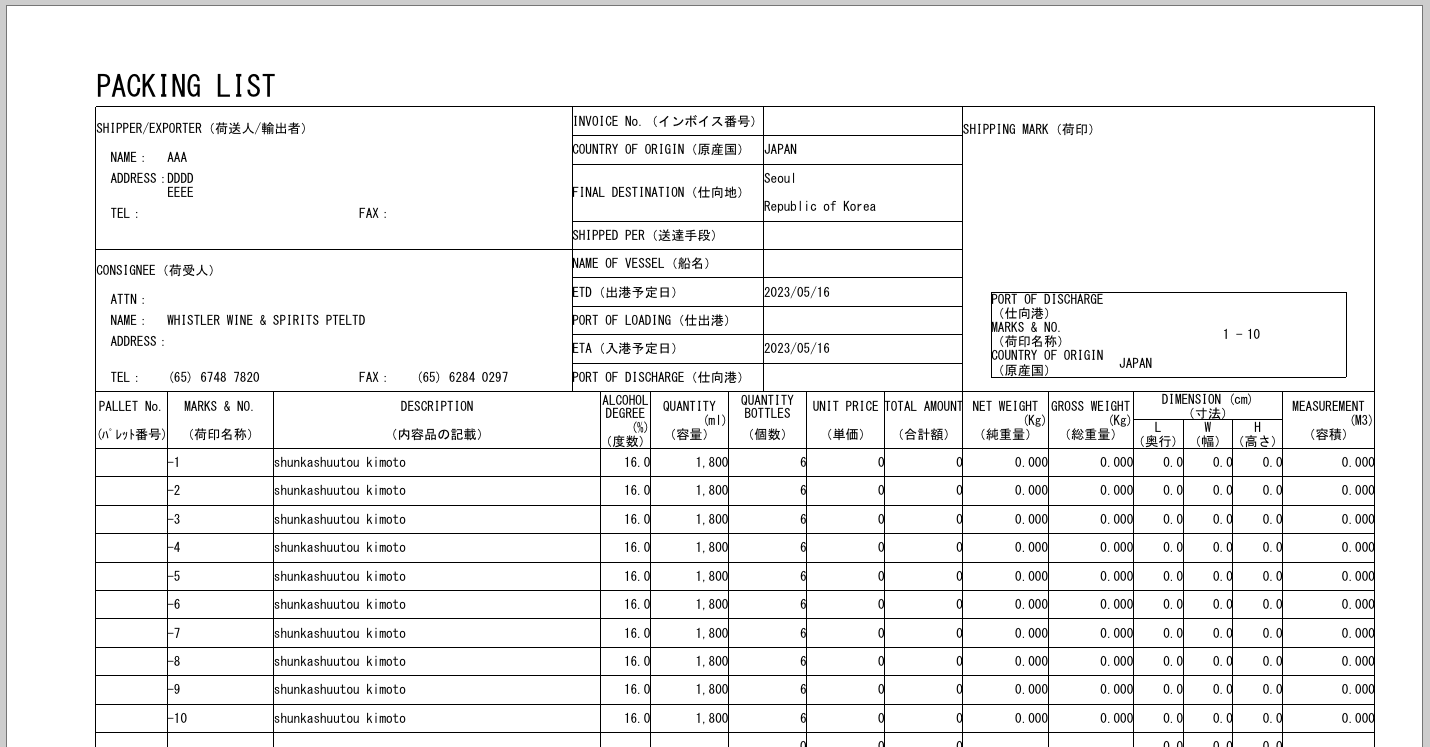 PACKING LIST
SHIPPER/EXPORTER (荷送人/輸出者)
NAME : AAA
ADDRESS : DDDD
EEEE
TEL : FAX :
CONSIGNEE (荷受人)
ATTN :
NAME : WHISTLER WINE & SPIRITS PTELTD
ADDRESS :
TEL : (65) 6748 7820 FAX : (65) 6284 0297
INVOICE No. (インボイス番号)
COUNTRY OF ORIGIN (原産国) JAPAN
FINAL DESTINATION (仕向地) Seoul
Republic of Korea
SHIPPED PER (送達手段)
NAME OF VESSEL (船名)
ETD (出港予定日) 2023/05/16
PORT OF LOADING (仕出港)
ETA (入港予定日) 2023/05/16
PORT OF DISCHARGE (仕向港)
SHIPPING MARK (荷印)
PORT OF DISCHARGE
(仕向港)
MARKS & NO.
(荷印名称) 1 - 10
COUNTRY OF ORIGIN
(原産国) JAPAN
PALLET No. (パレット番号) MARKS & NO. (荷印名称) DESCRIPTION (内容品の記載) ALCOHOL DEGREE (%) (度数) QUANTITY (ml) (容量) QUANTITY BOTTLES (個数) UNIT PRICE (単価) TOTAL AMOUNT (合計額) NET WEIGHT (Kg) (純重量) GROSS WEIGHT (Kg) (総重量) DIMENSION (cm) (寸法) L (奥行) W (幅) H (高さ) MEASUREMENT (M3) (容積)
-1 shunkashuutou kimoto 16.0 1,800 6 0 0 0.000 0.000 0.0 0.0 0.0 0.000
-2 shunkashuutou kimoto 16.0 1,800 6 0 0 0.000 0.000 0.0 0.0 0.0 0.000
-3 shunkashuutou kimoto 16.0 1,800 6 0 0 0.000 0.000 0.0 0.0 0.0 0.000
-4 shunkashuutou kimoto 16.0 1,800 6 0 0 0.000 0.000 0.0 0.0 0.0 0.000
-5 shunkashuutou kimoto 16.0 1,800 6 0 0 0.000 0.000 0.0 0.0 0.0 0.000
-6 shunkashuutou kimoto 16.0 1,800 6 0 0 0.000 0.000 0.0 0.0 0.0 0.000
-7 shunkashuutou kimoto 16.0 1,800 6 0 0 0.000 0.000 0.0 0.0 0.0 0.000
-8 shunkashuutou kimoto 16.0 1,800 6 0 0 0.000 0.000 0.0 0.0 0.0 0.000
-9 shunkashuutou kimoto 16.0 1,800 6 0 0 0.000 0.000 0.0 0.0 0.0 0.000
-10 shunkashuutou kimoto 16.0 1,800 6 0 0 0.000 0.000 0.0 0.0 0.0 0.000
0 0 0 0.0 0.0 0.0